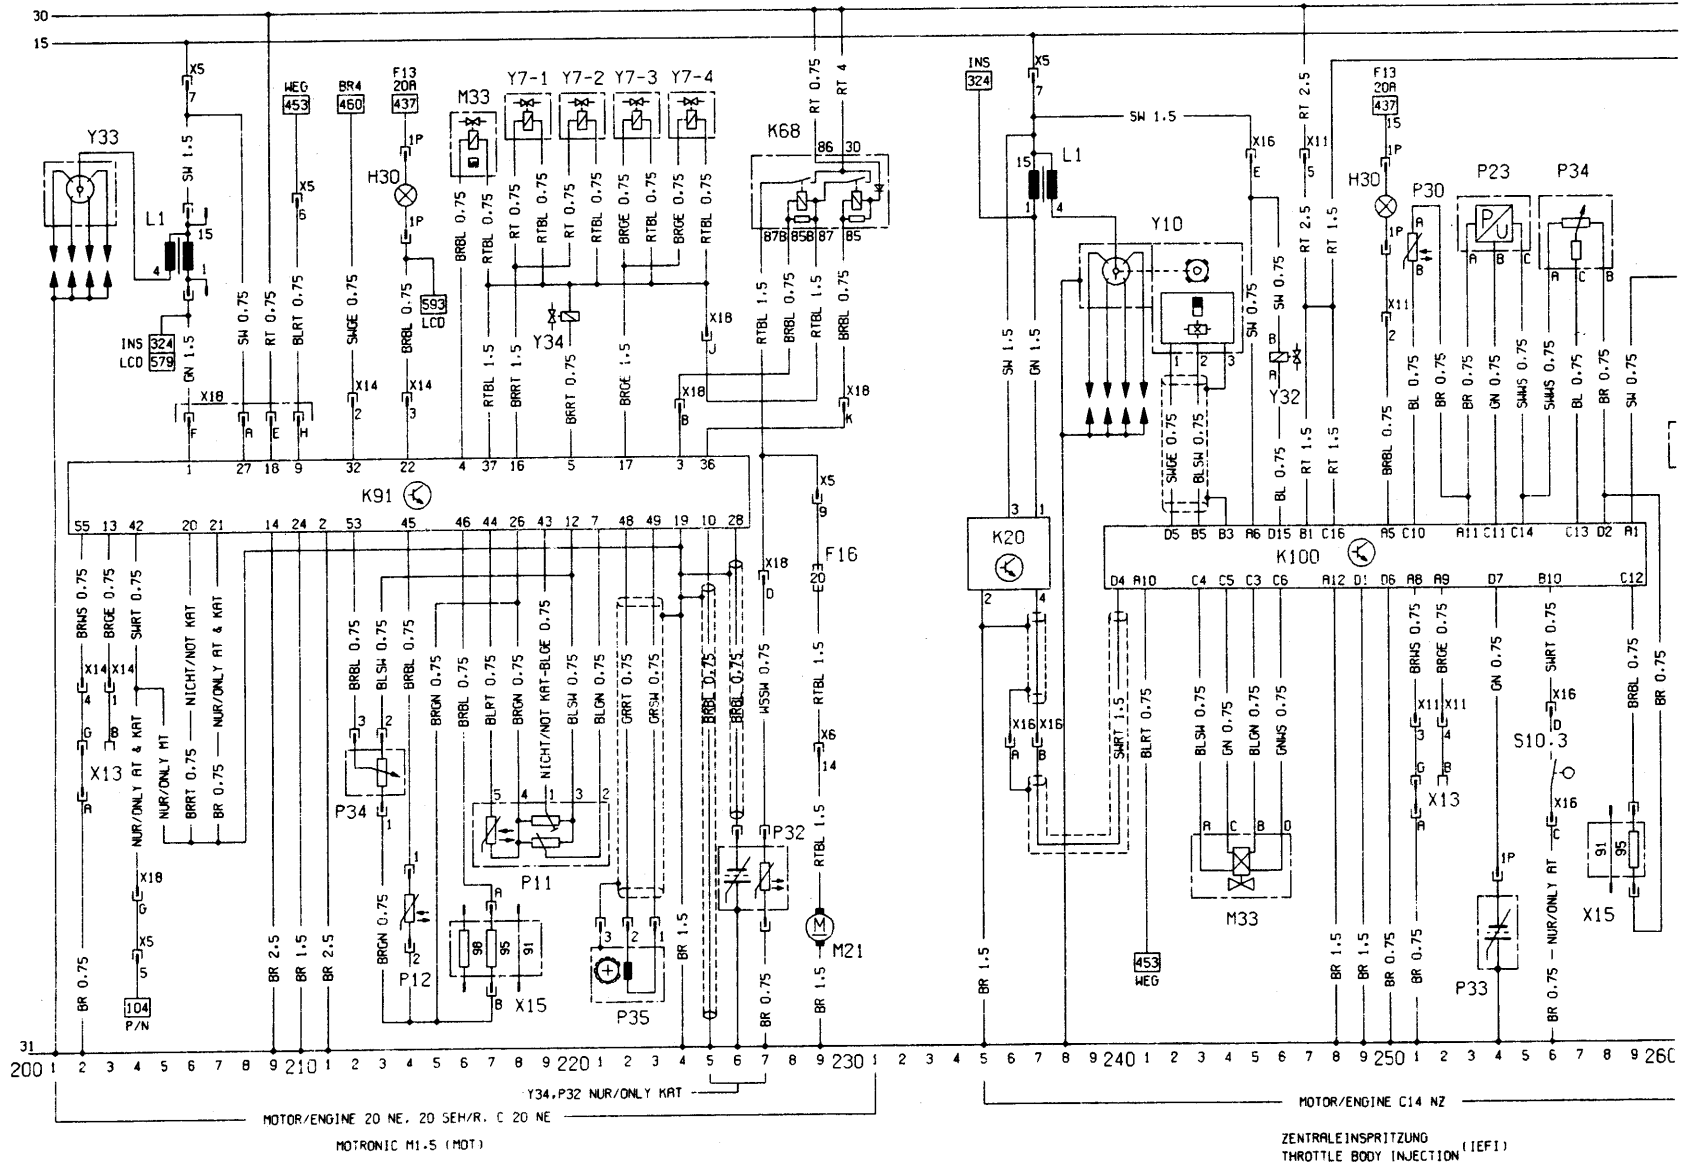 30
15
X5
7
WEG
453
BR4
460
F13
20A
437
M33
Y7-1 Y7-2 Y7-3 Y7-4
RT 0.75
RT 4
K68
86 30
87B 85B 87 85
INS
324
X5
7
SW 1.5
RT 2.5
X16
E
X11
5
F13
20A
437
15
1P
H30
P30
P23
P34
Y33
SW 1.5
L1
15
4
1
X5
6
1P
H30
1P
593
LCD
INS 324
LCD 579
GN 1.5
SW 0.75
RT 0.75
BLRT 0.75
SWGE 0.75
BRBL 0.75
BRBL 0.75
RTBL 0.75
RT 0.75
RTBL 0.75
RT 0.75
RTBL 0.75
BRGE 0.75
RTBL 0.75
BRGE 0.75
RTBL 0.75
RTBL 1.5
BRRT 1.5
Y34
BRRT 0.75
BRGE 1.5
X18
J
RTBL 1.5
BRBL 0.75
RTBL 1.5
BRBL 0.75
X18
F A E H
X14
2
X14
3
X18
B
X18
K
15
L1
1 4
SW 1.5
GN 1.5
Y10
1 2 3
SWGE 0.75
BLSW 0.75
SW 0.75
SW 0.75
B
A
Y32
BL 0.75
RT 2.5
RT 1.5
RT 1.5
RT 1.5
1P
X11
2
BRBL 0.75
A
B
BL 0.75
BR 0.75
P
U
A B C
BR 0.75
GN 0.75
SWWS 0.75
SWWS 0.75
A C B
BL 0.75
BR 0.75
SW 0.75
1 27 18 9 32 22 4 37 16 5 17 3 36
K91
55 13 42 20 21 14 24 2 53 45 46 44 26 43 12 7 48 49 19 10 28
X5
9
F16
20
E
3 1
K20
2 4
D5 B5 B3 A6 D15 B1 C16 A5 C10 A11 C11 C14 C13 D2 A1
K100
D4 A10 C4 C5 C3 C6 A12 D1 D6 A8 A9 D7 B10 C12
BRWS 0.75
BRGE 0.75
SWRT 0.75
X14
4
X14
1
G
B
X13
A
NUR/ONLY AT & KAT
NUR/ONLY MT
BRRT 0.75 NICHT/NOT KAT
BR 0.75 NUR/ONLY AT & KAT
X18
G
X5
5
104
P/N
BR 0.75
BR 2.5
BR 1.5
BR 2.5
BRBL 0.75
BLSW 0.75
BRBL 0.75
BRGN 0.75
3 2
P34
1
BRGN 0.75
1
2
P12
BRBL 0.75
BLRT 0.75
BRGN 0.75
NICHT/NOT KAT-BLGE 0.75
BLSW 0.75
BLGN 0.75
GRRT 0.75
GRSW 0.75
BRBL 0.75
BRBL 0.75
5 4 1 3 2
P11
A
98 95 91
B
X15
3 2 1
P35
BR 1.5
X18
D
WSSW 0.75
P32
BR 0.75
RTBL 1.5
X6
14
RTBL 1.5
M
M21
BR 1.5
X16 X16
A B
BR 1.5
SWRT 1.5
BLRT 0.75
453
WEG
BLSW 0.75
GN 0.75
BLGN 0.75
GNWS 0.75
A C B D
M33
BR 1.5
BR 1.5
BR 0.75
BRWS 0.75
BRGE 0.75
X11 X11
3 4
G B
X13
A
BR 0.75
GN 0.75
1P
P33
SWRT 0.75
X16
D
S10.3
X16
C
BR 0.75 - NUR/ONLY AT
BRBL 0.75
BR 0.75
91 95
X15
31
200 1 2 3 4 5 6 7 8 9 210 1 2 3 4 5 6 7 8 9 220 1 2 3 4 5 6 7 8 9 230 1 2 3 4 5 6 7 8 9 240 1 2 3 4 5 6 7 8 9 250 1 2 3 4 5 6 7 8 9 260
Y34,P32 NUR/ONLY KAT
MOTOR/ENGINE 20 NE, 20 SEH/R, C 20 NE
MOTOR/ENGINE C14 NZ
MOTRONIC M1.5 (MOT)
ZENTRALEINSPRITZUNG
THROTTLE BODY INJECTION (IEFI)